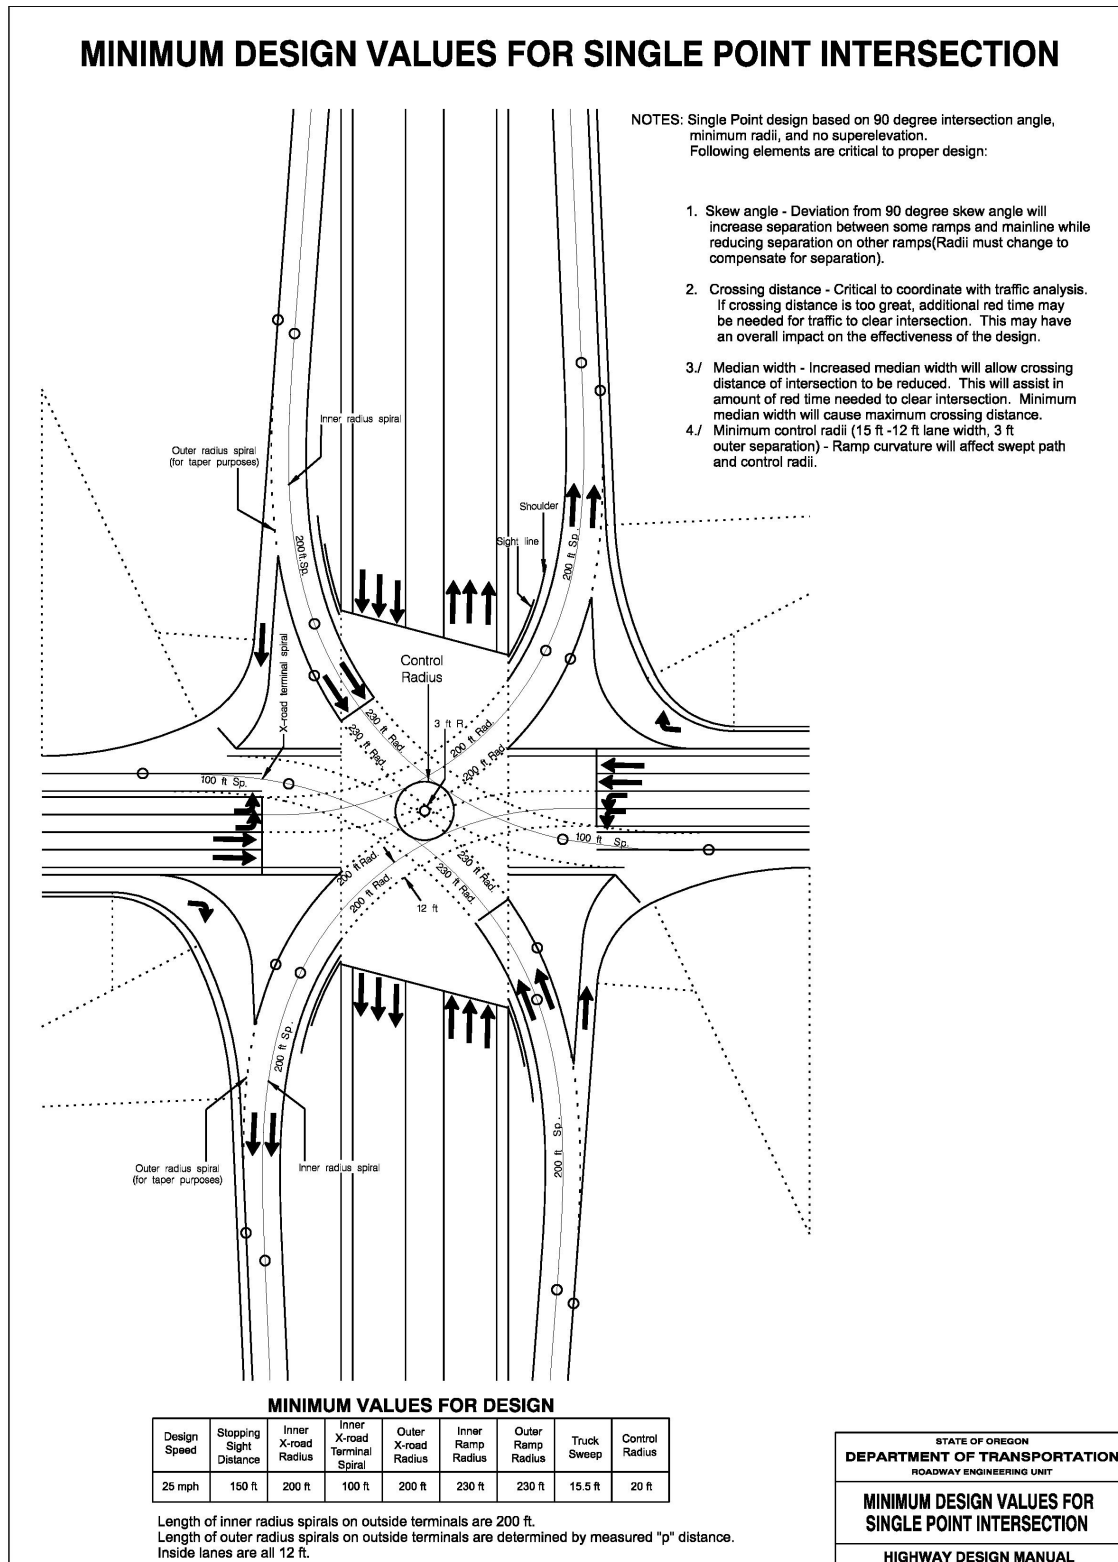 MINIMUM DESIGN VALUES FOR SINGLE POINT INTERSECTION
NOTES: Single Point design based on 90 degree intersection angle,
minimum radii, and no superelevation.
Following elements are critical to proper design:
1. Skew angle - Deviation from 90 degree skew angle will
increase separation between some ramps and mainline while
reducing separation on other ramps(Radii must change to
compensate for separation).
2. Crossing distance - Critical to coordinate with traffic analysis.
If crossing distance is too great, additional red time may
be needed for traffic to clear intersection. This may have
an overall impact on the effectiveness of the design.
3./ Median width - Increased median width will allow crossing
distance of intersection to be reduced. This will assist in
amount of red time needed to clear intersection. Minimum
median width will cause maximum crossing distance.
4./ Minimum control radii (15 ft -12 ft lane width, 3 ft
outer separation) - Ramp curvature will affect swept path
and control radii.
Inner radius spiral
Outer radius spiral
(for taper purposes)
Shoulder
Sight line
200 ft Sp.
200 ft Sp.
X-road terminal spiral
Control
Radius
3 ft R.
230 ft Rad.
230 ft Rad.
200 ft Rad.
200 ft Rad.
100 ft Sp.
100 ft Sp.
200 ft Rad.
200 ft Rad.
230 ft Rad.
230 ft Rad.
12 ft
200 ft Sp.
200 ft Sp.
Outer radius spiral
(for taper purposes)
Inner radius spiral
MINIMUM VALUES FOR DESIGN
Design Speed Stopping Sight Distance Inner X-road Radius Inner X-road Terminal Spiral Outer X-road Radius Inner Ramp Radius Outer Ramp Radius Truck Sweep Control Radius
25 mph 150 ft 200 ft 100 ft 200 ft 230 ft 230 ft 15.5 ft 20 ft
Length of inner radius spirals on outside terminals are 200 ft.
Length of outer radius spirals on outside terminals are determined by measured "p" distance.
Inside lanes are all 12 ft.
STATE OF OREGON
DEPARTMENT OF TRANSPORTATION
ROADWAY ENGINEERING UNIT
MINIMUM DESIGN VALUES FOR
SINGLE POINT INTERSECTION
HIGHWAY DESIGN MANUAL